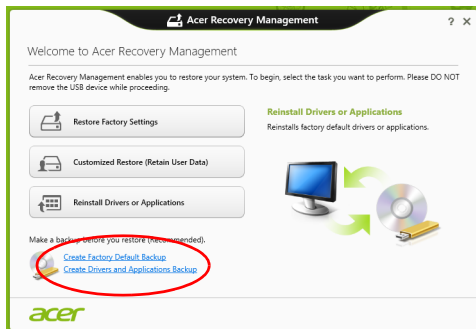 Acer Recovery Management
? X
Welcome to Acer Recovery Management
Acer Recovery Management enables you to restore your system. To begin, select the task you want to perform. Please DO NOT
remove the USB device while proceeding.
Restore Factory Settings
Customized Restore (Retain User Data)
Reinstall Drivers or Applications
Reinstall Drivers or Applications
Reinstalls factory default drivers or applications.
Make a backup before you restore (Recommended).
Create Factory Default Backup
Create Drivers and Applications Backup
acer